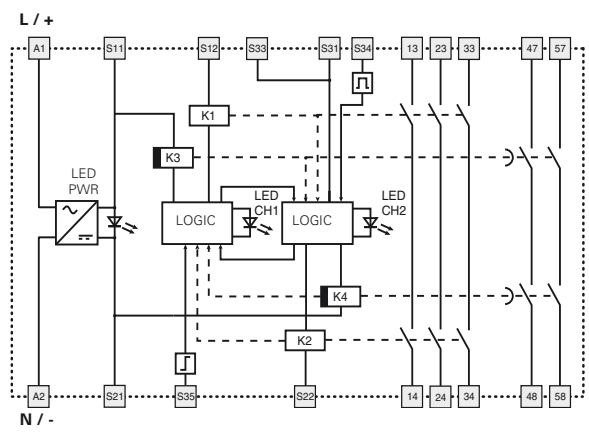 L / +
A1 S11 S12 S33 S31 S34 13 23 33 47 57
K1
K3
LED
PWR
LOGIC
LED
CH1
LOGIC
LED
CH2
K4
K2
A2 S21 S35 S22 14 24 34 48 58
N / -